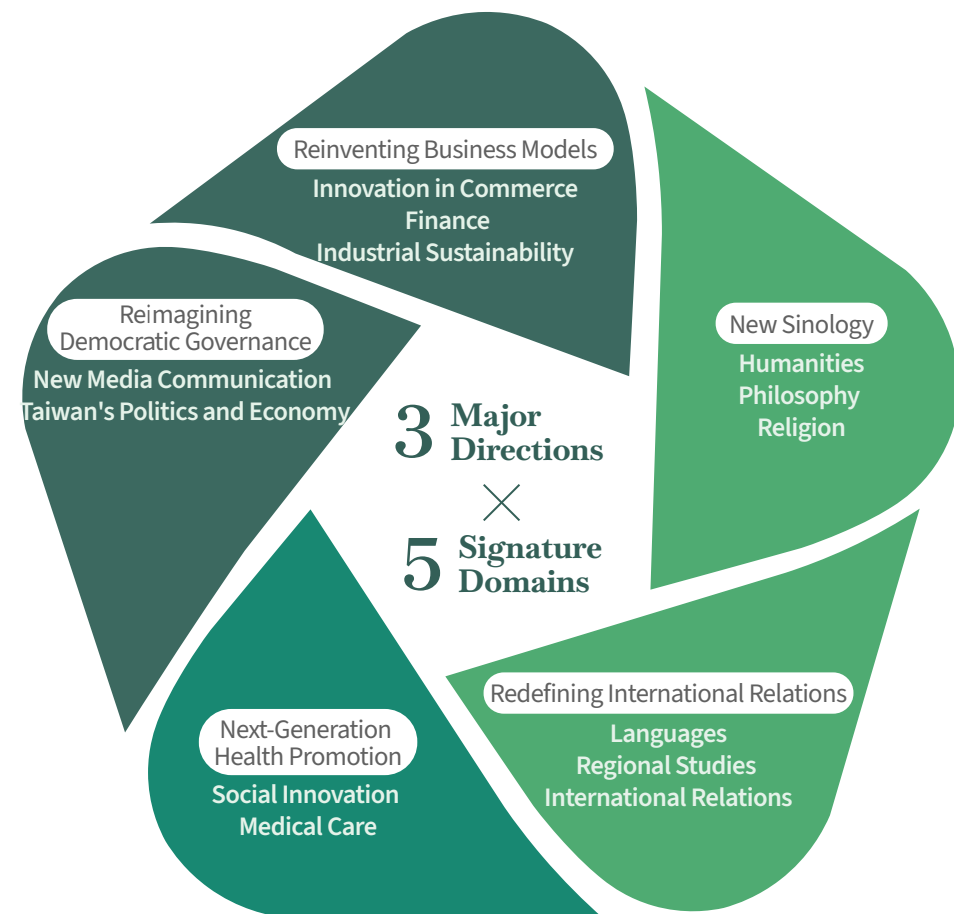 Reinventing Business Models
Innovation in Commerce
Finance
Industrial Sustainability
New Sinology
Humanities
Philosophy
Religion
Reimagining
Democratic Governance
New Media Communication
Taiwan's Politics and Economy
3 Major
Directions
×
5 Signature
Domains
Redefining International Relations
Languages
Regional Studies
International Relations
Next-Generation
Health Promotion
Social Innovation
Medical Care